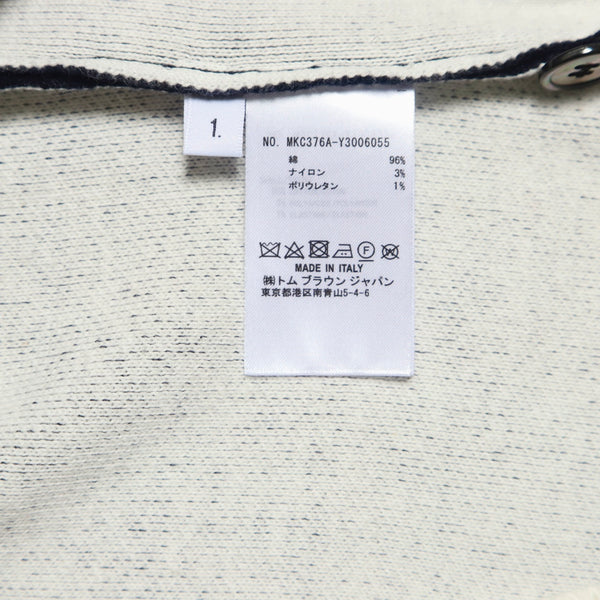 1.
NO. MKC376A-Y3006055
綿 96%
ナイロン 3%
ポリウレタン 1%
F
MADE IN ITALY
㈱トム ブラウン ジャパン
東京都港区南青山5-4-6